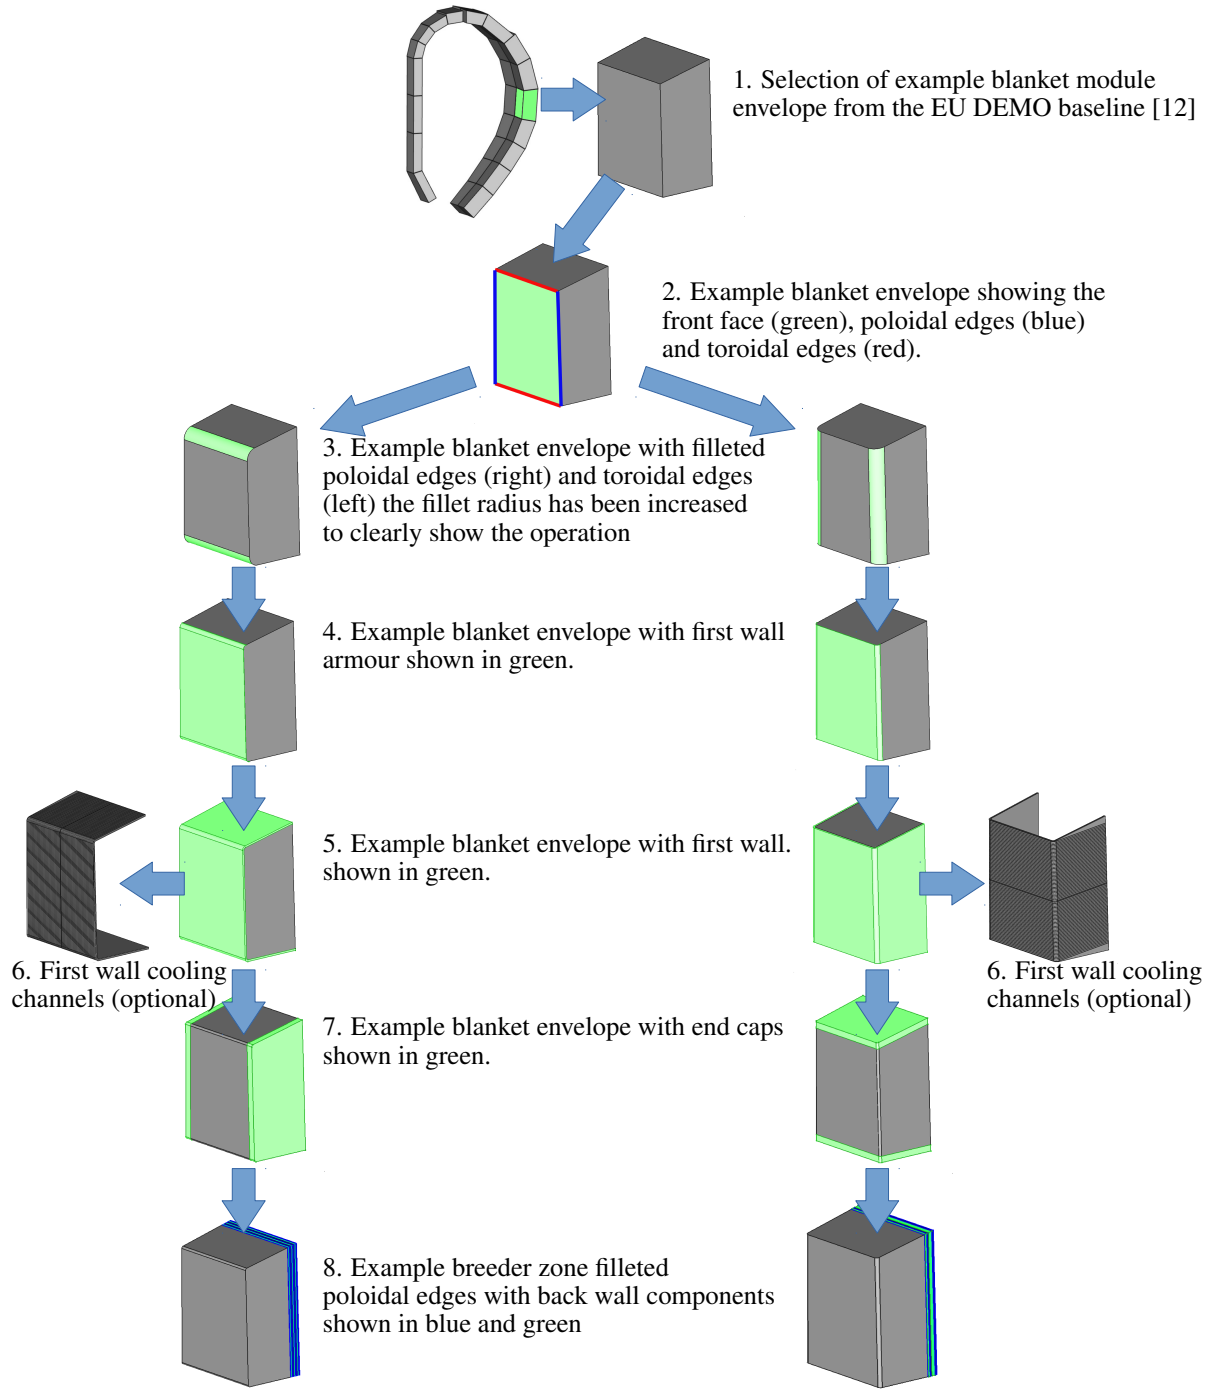 1. Selection of example blanket module
envelope from the EU DEMO baseline [12]
2. Example blanket envelope showing the
front face (green), poloidal edges (blue)
and toroidal edges (red).
3. Example blanket envelope with filleted
poloidal edges (right) and toroidal edges
(left) the fillet radius has been increased
to clearly show the operation
4. Example blanket envelope with first wall
armour shown in green.
5. Example blanket envelope with first wall.
shown in green.
6. First wall cooling
channels (optional)
6. First wall cooling
channels (optional)
7. Example blanket envelope with end caps
shown in green.
8. Example breeder zone filleted
poloidal edges with back wall components
shown in blue and green